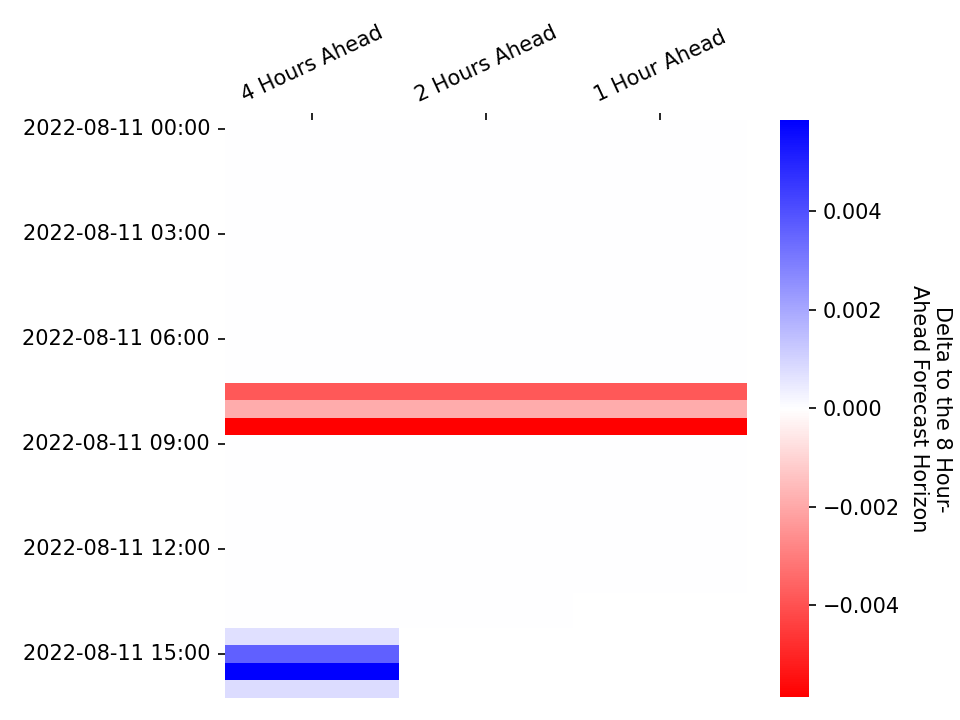 4 Hours Ahead
2 Hours Ahead
1 Hour Ahead
2022-08-11 00:00
2022-08-11 03:00
2022-08-11 06:00
2022-08-11 09:00
2022-08-11 12:00
2022-08-11 15:00
0.004
0.002
0.000
−0.002
−0.004
Delta to the 8 Hour-
Ahead Forecast Horizon